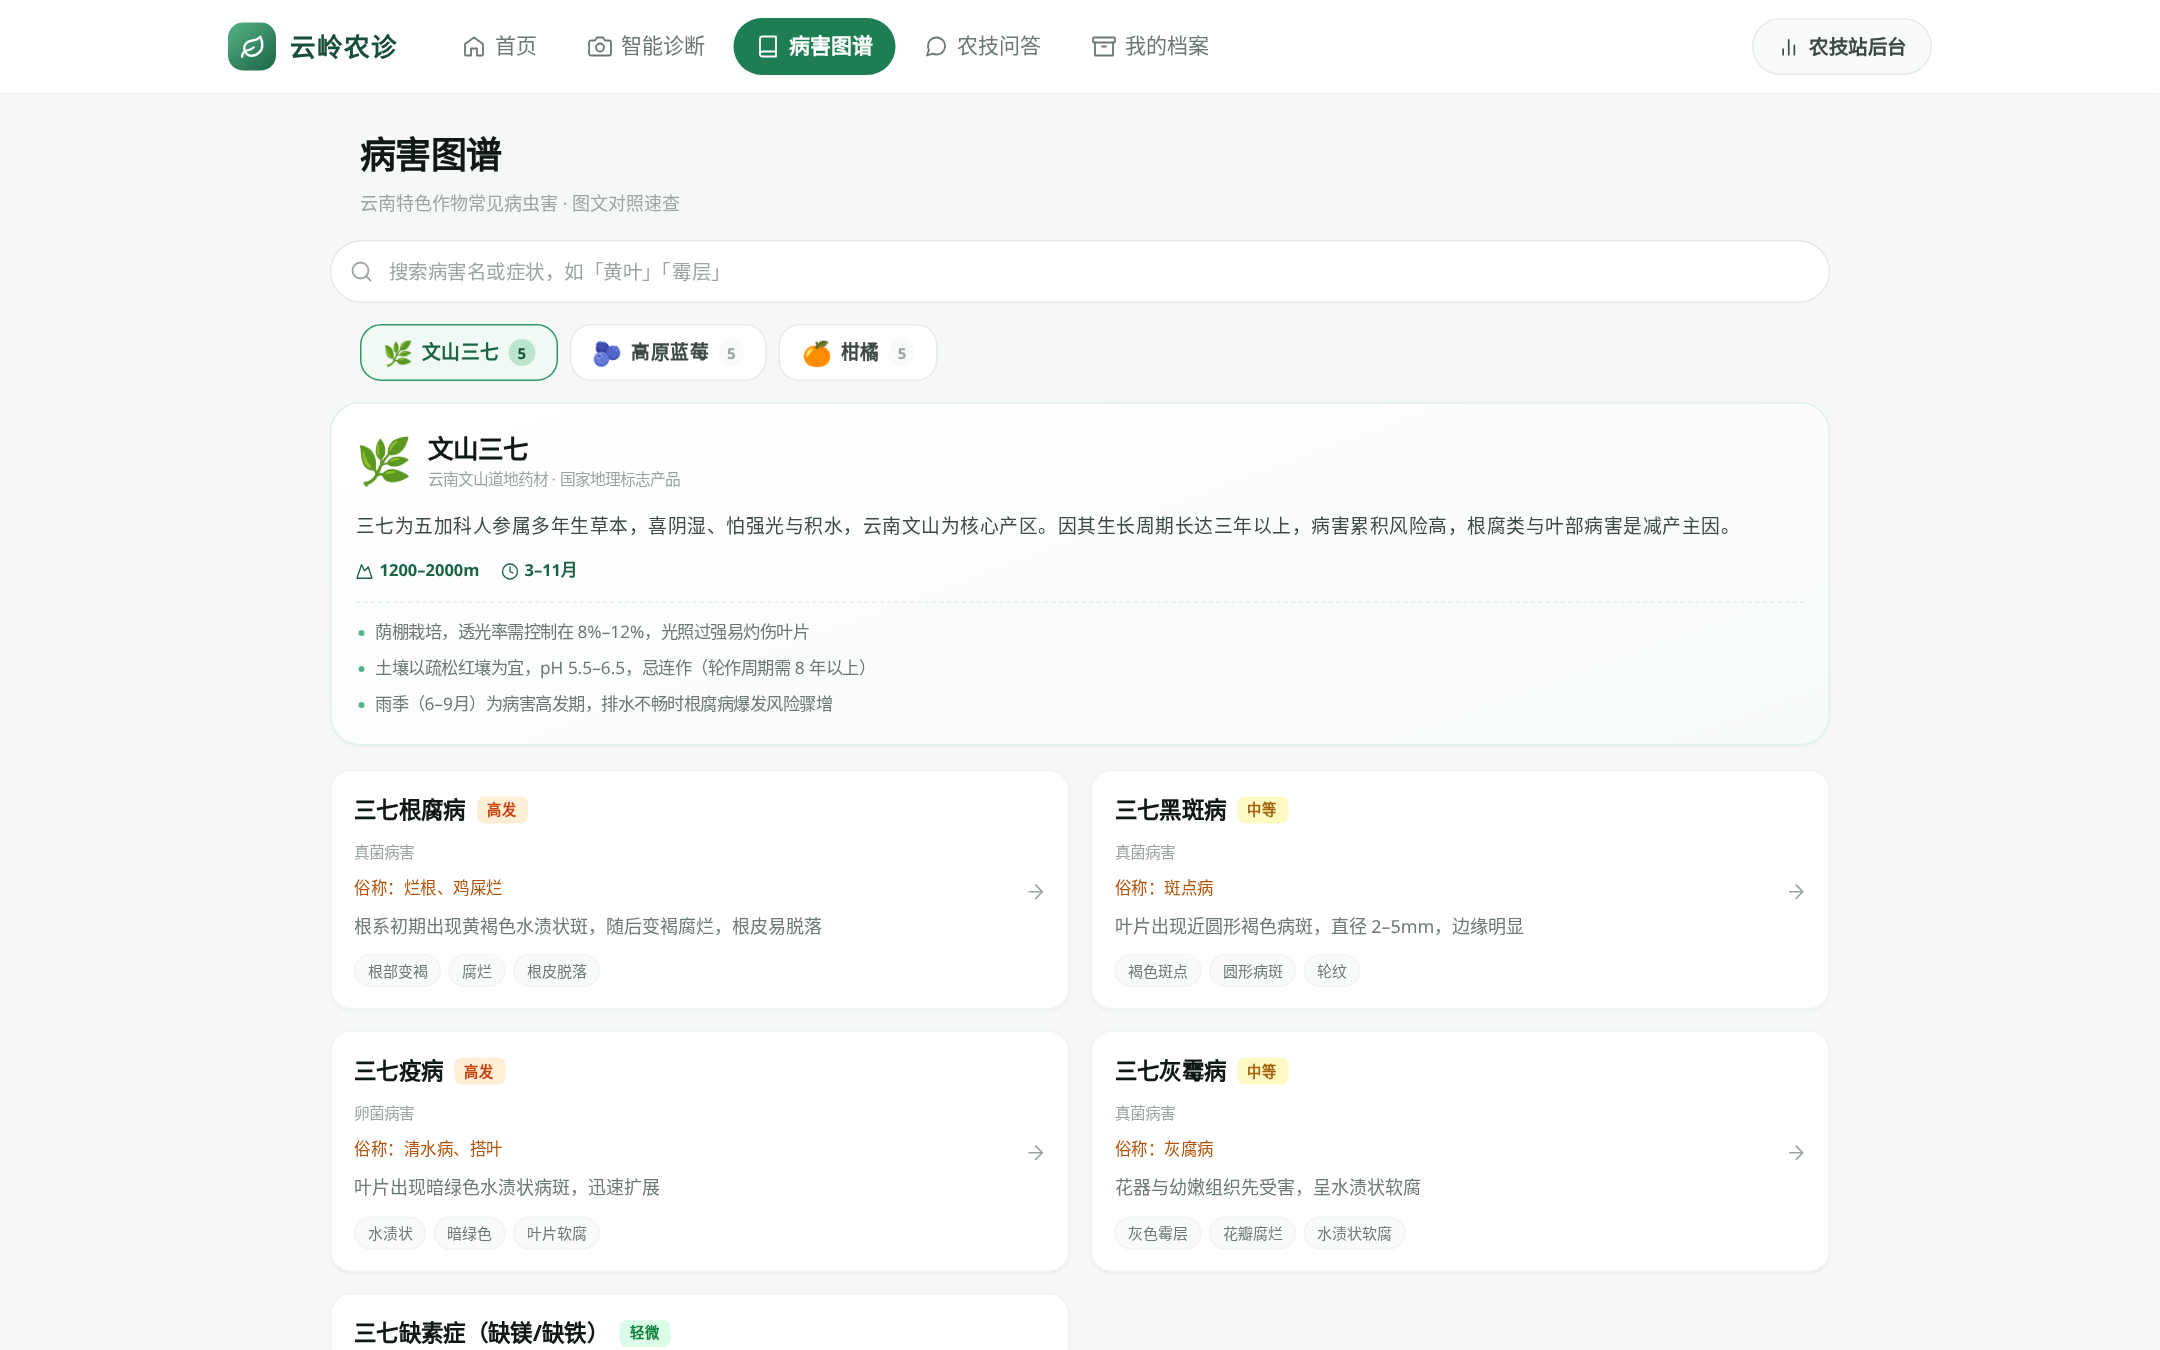 云岭农诊
首页
智能诊断
病害图谱
农技问答
我的档案
农技站后台
病害图谱
云南特色作物常见病虫害 · 图文对照速查
搜索病害名或症状，如「黄叶」「霉层」
文山三七 5
高原蓝莓 5
柑橘 5
文山三七
云南文山道地药材 · 国家地理标志产品
三七为五加科人参属多年生草本，喜阴湿、怕强光与积水，云南文山为核心产区。因其生长周期长达三年以上，病害累积风险高，根腐类与叶部病害是减产主因。
1200–2000m
3–11月
荫棚栽培，透光率需控制在 8%–12%，光照过强易灼伤叶片
土壤以疏松红壤为宜，pH 5.5–6.5，忌连作（轮作周期需 8 年以上）
雨季（6–9月）为病害高发期，排水不畅时根腐病爆发风险骤增
三七根腐病 高发
真菌病害
俗称：烂根、鸡屎烂
根系初期出现黄褐色水渍状斑，随后变褐腐烂，根皮易脱落
根部变褐 腐烂 根皮脱落
三七黑斑病 中等
真菌病害
俗称：斑点病
叶片出现近圆形褐色病斑，直径 2–5mm，边缘明显
褐色斑点 圆形病斑 轮纹
三七疫病 高发
卵菌病害
俗称：清水病、搭叶
叶片出现暗绿色水渍状病斑，迅速扩展
水渍状 暗绿色 叶片软腐
三七灰霉病 中等
真菌病害
俗称：灰腐病
花器与幼嫩组织先受害，呈水渍状软腐
灰色霉层 花瓣腐烂 水渍状软腐
三七缺素症（缺镁/缺铁） 轻微